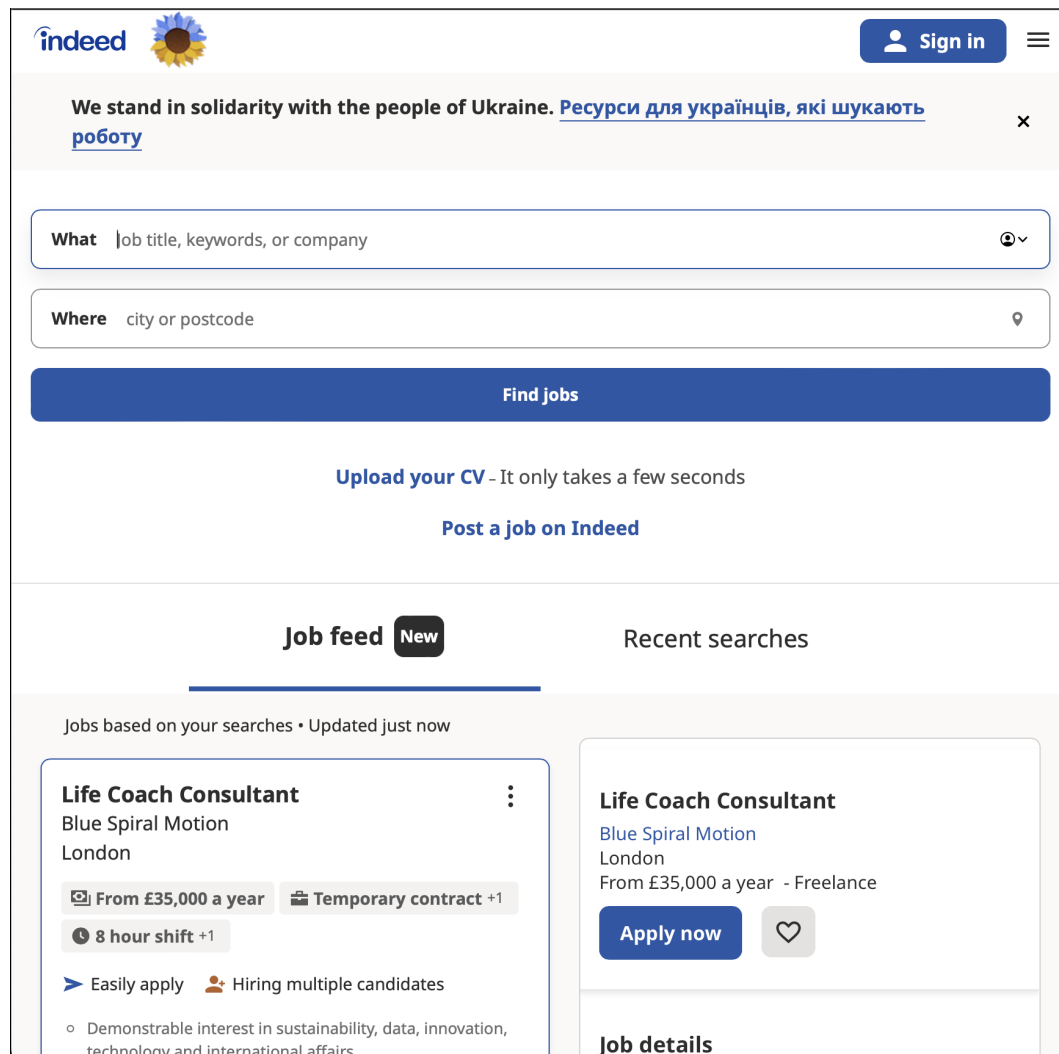 indeed
Sign in
We stand in solidarity with the people of Ukraine. Ресурси для українців, які шукають
роботу
What Job title, keywords, or company
Where city or postcode
Find jobs
Upload your CV - It only takes a few seconds
Post a job on Indeed
Job feed New
Recent searches
Jobs based on your searches • Updated just now
Life Coach Consultant
Blue Spiral Motion
London
From £35,000 a year
Temporary contract +1
8 hour shift +1
Easily apply
Hiring multiple candidates
Demonstrable interest in sustainability, data, innovation,
technology and international affairs
Life Coach Consultant
Blue Spiral Motion
London
From £35,000 a year - Freelance
Apply now
Job details